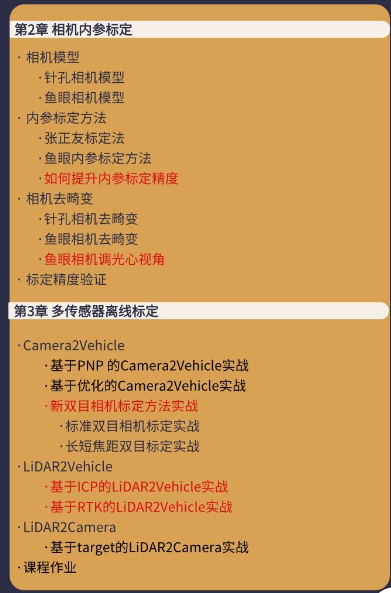 第2章 相机内参标定
· 相机模型
· 针孔相机模型
· 鱼眼相机模型
· 内参标定方法
· 张正友标定法
· 鱼眼内参标定方法
· 如何提升内参标定精度
· 相机去畸变
· 针孔相机去畸变
· 鱼眼相机去畸变
· 鱼眼相机调光心视角
· 标定精度验证
第3章 多传感器离线标定
· Camera2Vehicle
· 基于PNP 的Camera2Vehicle实战
· 基于优化的Camera2Vehicle实战
· 新双目相机标定方法实战
· 标准双目相机标定实战
· 长短焦距双目标定实战
· LiDAR2Vehicle
· 基于ICP的LiDAR2Vehicle实战
· 基于RTK的LiDAR2Vehicle实战
· LiDAR2Camera
· 基于target的LiDAR2Camera实战
· 课程作业